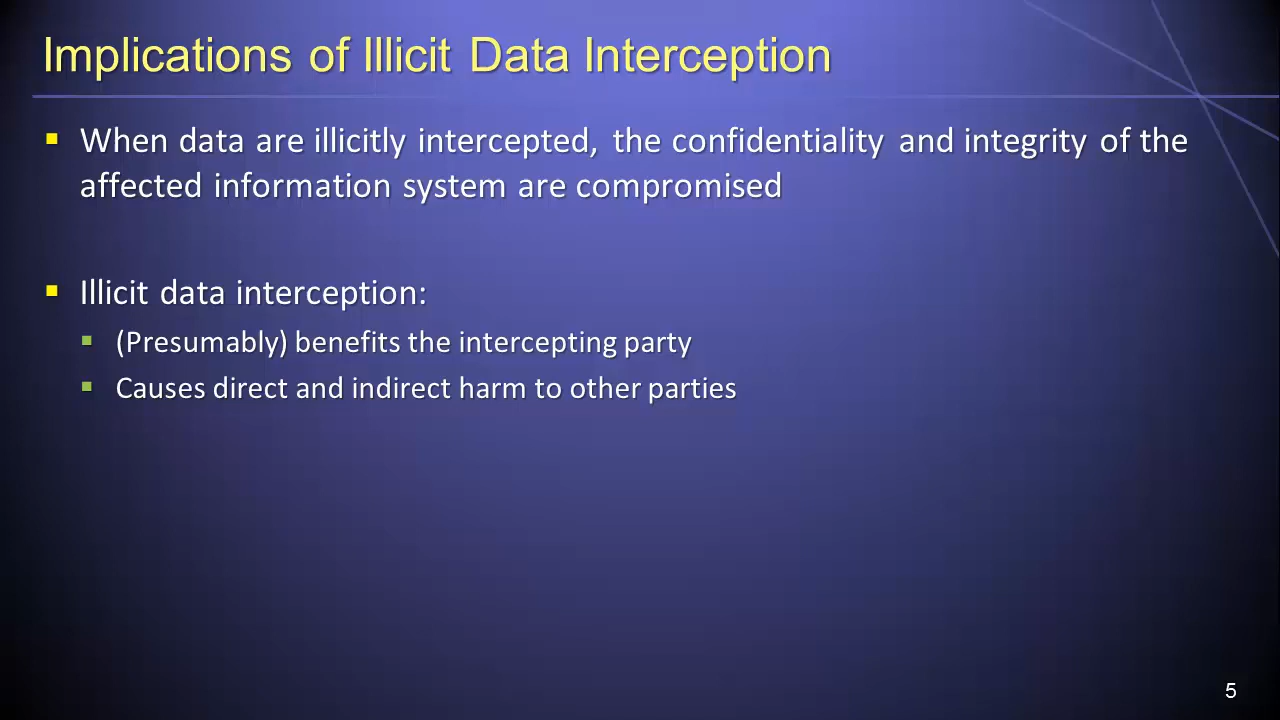 Implications of Illicit Data Interception
When data are illicitly intercepted, the confidentiality and integrity of the
affected information system are compromised
Illicit data interception:
(Presumably) benefits the intercepting party
Causes direct and indirect harm to other parties
5